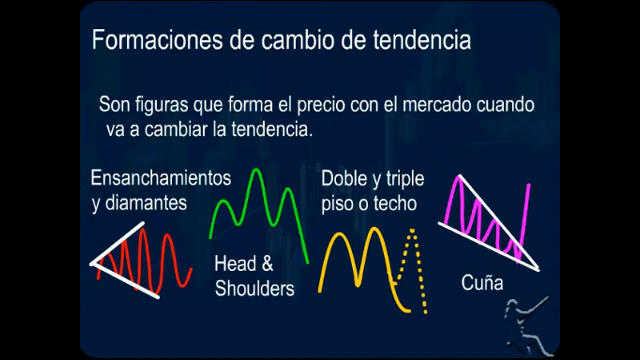 Formaciones de cambio de tendencia
Son figuras que forma el precio con el mercado cuando
va a cambiar la tendencia.
Ensanchamientos
y diamantes
Head &
Shoulders
Doble y triple
piso o techo
Cuña